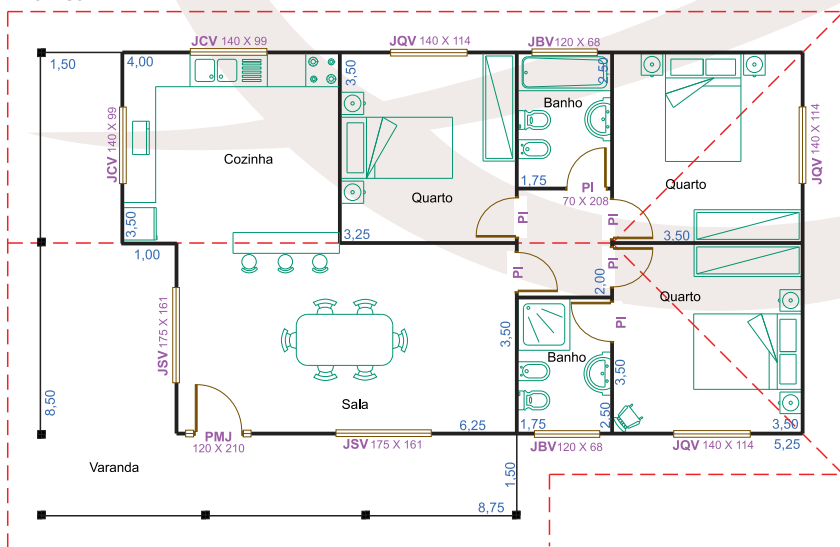 JCV 140 X 99
JQV 140 X 114
JBV 120 X 68
1,50
4,00
3,50
2,50
Banho
JCV 140 X 99
Cozinha
JQV 140 X 114
Quarto
1,75
PI
70 X 208
Quarto
PI
PI
3,50
3,25
3,50
1,00
PI
PI
2,00
Quarto
JSV 175 X 161
3,50
PI
Banho
3,50
8,50
Sala
2,50
6,25
1,75
3,50
PMJ
120 X 210
JSV 175 X 161
JBV 120 X 68
JQV 140 X 114
5,25
Varanda
1,50
8,75